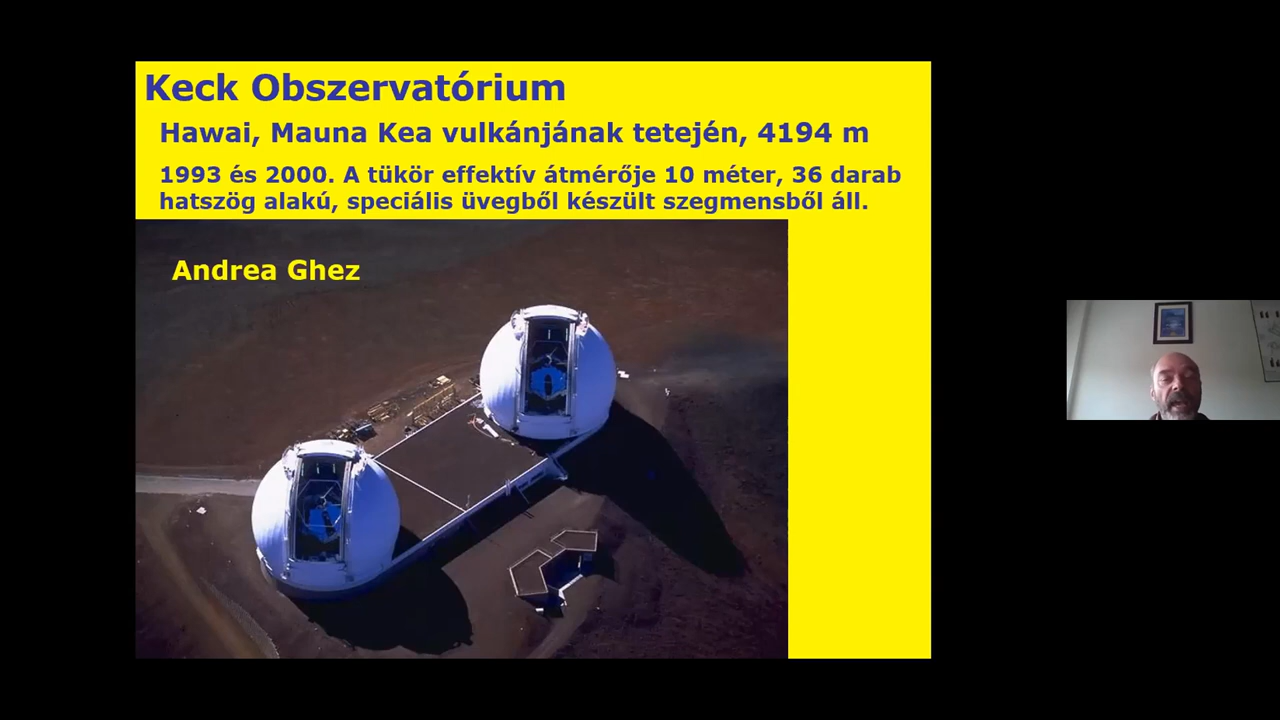 Keck Obszervatórium
Hawai, Mauna Kea vulkánjának tetején, 4194 m
1993 és 2000. A tükör effektív átmérője 10 méter, 36 darab
hatszög alakú, speciális üvegből készült szegmensből áll.
Andrea Ghez